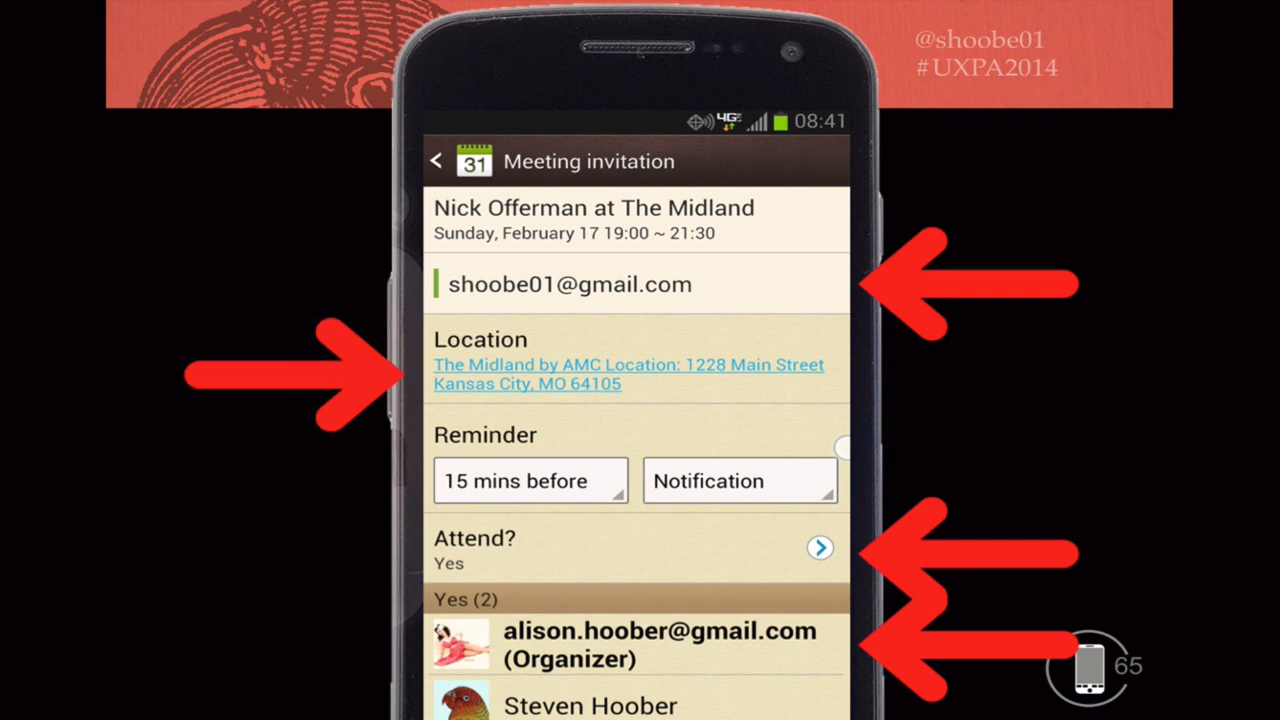 @shoobe01
#UXPA2014
4G 08:41
31 Meeting invitation
Nick Offerman at The Midland
Sunday, February 17 19:00 ~ 21:30
shoobe01@gmail.com
Location
The Midland by AMC Location: 1228 Main Street
Kansas City, MO 64105
Reminder
15 mins before Notification
Attend?
Yes
Yes (2)
alison.hoober@gmail.com
(Organizer)
Steven Hoober
65